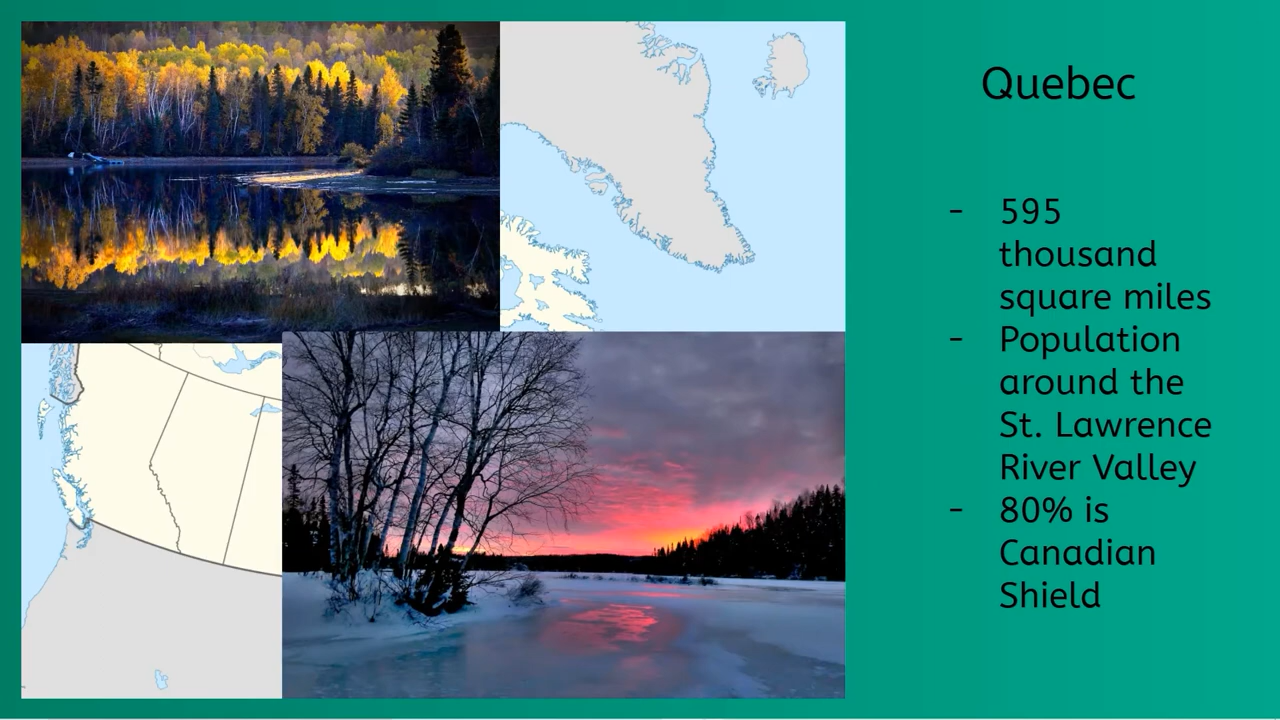 Quebec
- 595
thousand
square miles
- Population
around the
St. Lawrence
River Valley
- 80% is
Canadian
Shield